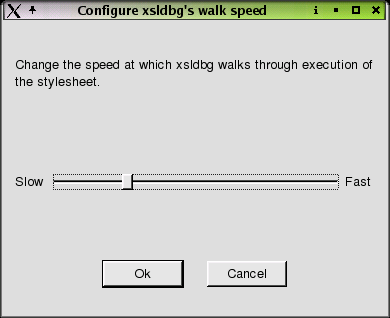 Configure xsldbg's walk speed
Change the speed at which xsldbg walks through execution of
the stylesheet.
Slow Fast
Ok Cancel